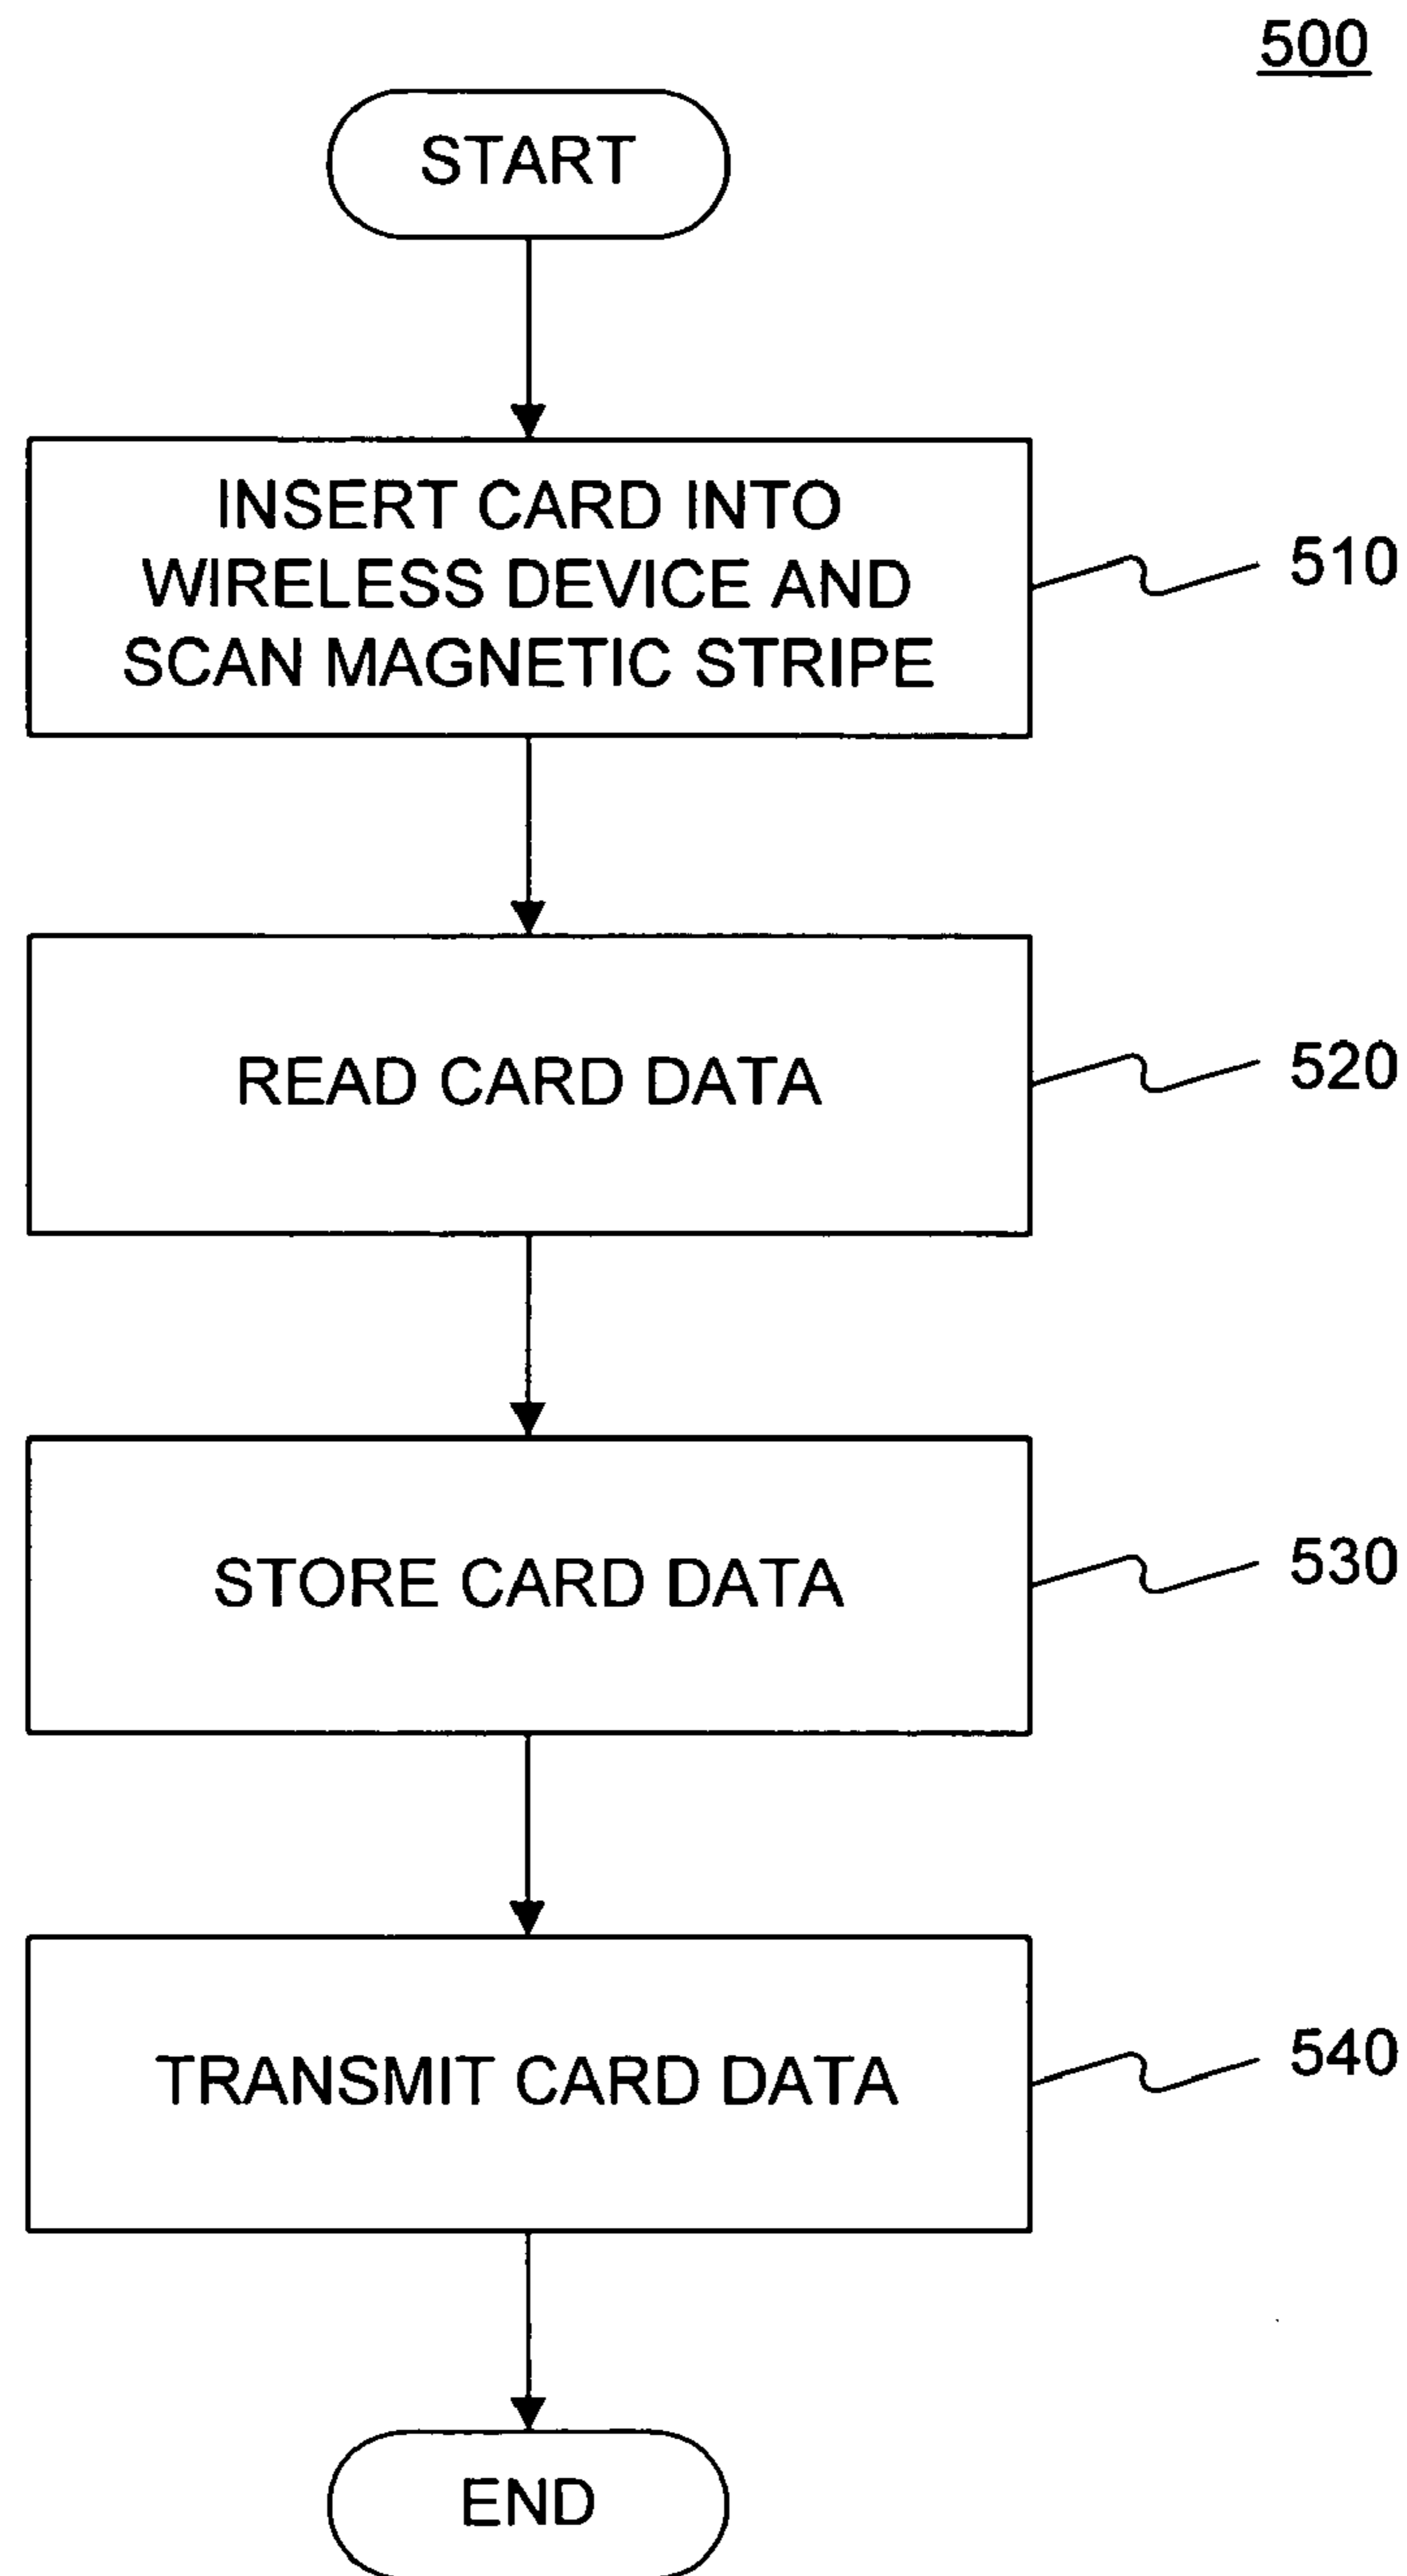 500
START
INSERT CARD INTO
WIRELESS DEVICE AND
SCAN MAGNETIC STRIPE
510
READ CARD DATA
520
STORE CARD DATA
530
TRANSMIT CARD DATA
540
END